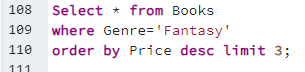 108 Select * from Books
109 where Genre='Fantasy'
110 order by Price desc limit 3;
111